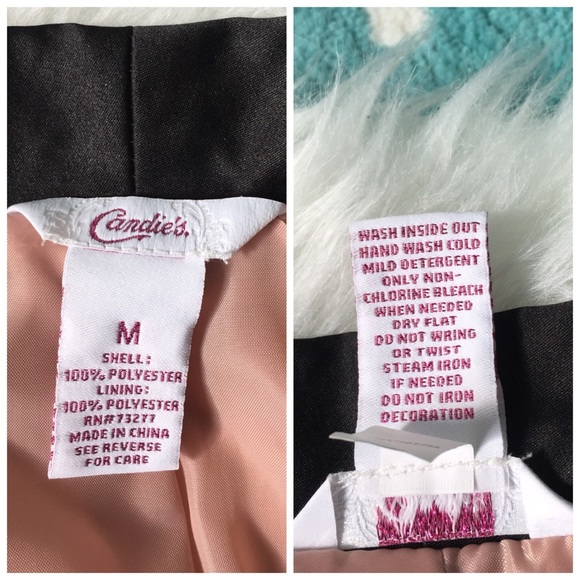 Candie's.
M
SHELL:
100% POLYESTER
LINING:
100% POLYESTER
RN#73277
MADE IN CHINA
SEE REVERSE
FOR CARE
WASH INSIDE OUT
HAND WASH COLD
MILD DETERGENT
ONLY NON-
CHLORINE BLEACH
WHEN NEEDED
DRY FLAT
DO NOT WRING
OR TWIST
STEAM IRON
IF NEEDED
DO NOT IRON
DECORATION